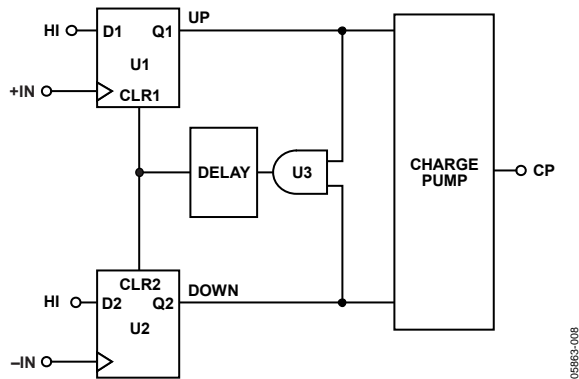 UP
HI D1 Q1
U1
+IN
CLR1
DELAY U3
CHARGE
PUMP
CP
CLR2
DOWN
HI D2 Q2
U2
–IN
05863-008